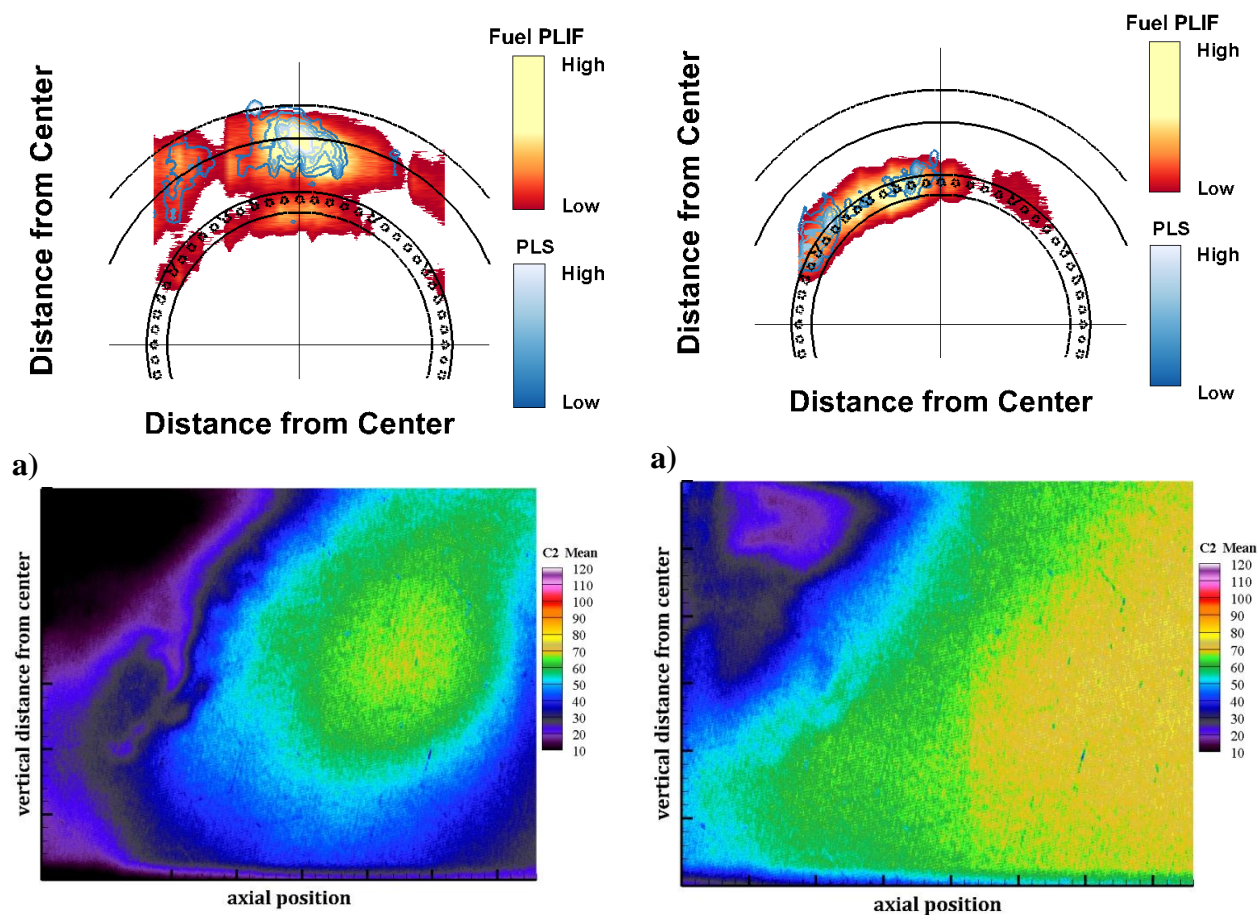 Fuel PLIF
High
Low
PLS
High
Low
Distance from Center
Distance from Center
Fuel PLIF
High
Low
PLS
High
Low
Distance from Center
Distance from Center
a)
C2 Mean
120
110
100
90
80
70
60
50
40
30
20
10
vertical distance from center
axial position
a)
C2 Mean
120
110
100
90
80
70
60
50
40
30
20
10
vertical distance from center
axial position